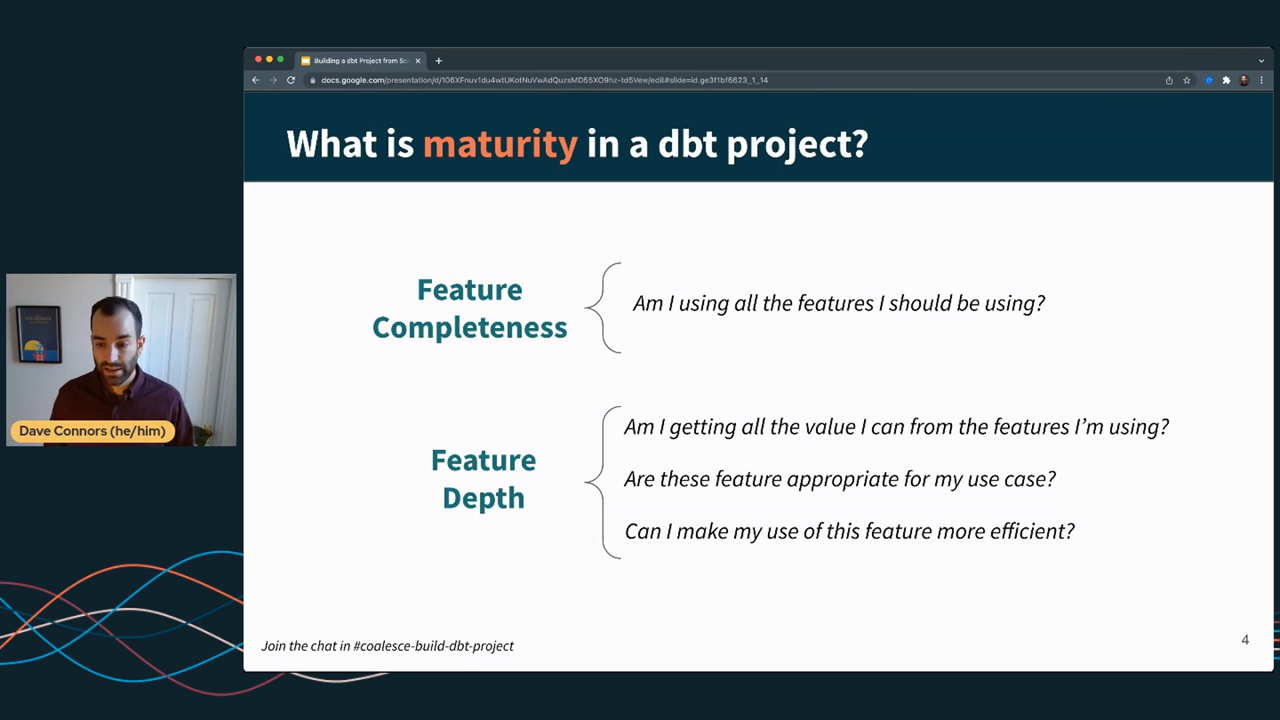 Building a dbt Project from Scr
docs.google.com/presentation/d/106XFnuv1du4wtUKotNuVwAdQuzsMD55XO9hz-td5Vew/edit#slide=id.ge3f1bf6623_1_14
What is maturity in a dbt project?
Feature
Completeness
Am I using all the features I should be using?
Dave Connors (he/him)
Feature
Depth
Am I getting all the value I can from the features I'm using?
Are these feature appropriate for my use case?
Can I make my use of this feature more efficient?
Join the chat in #coalesce-build-dbt-project
4